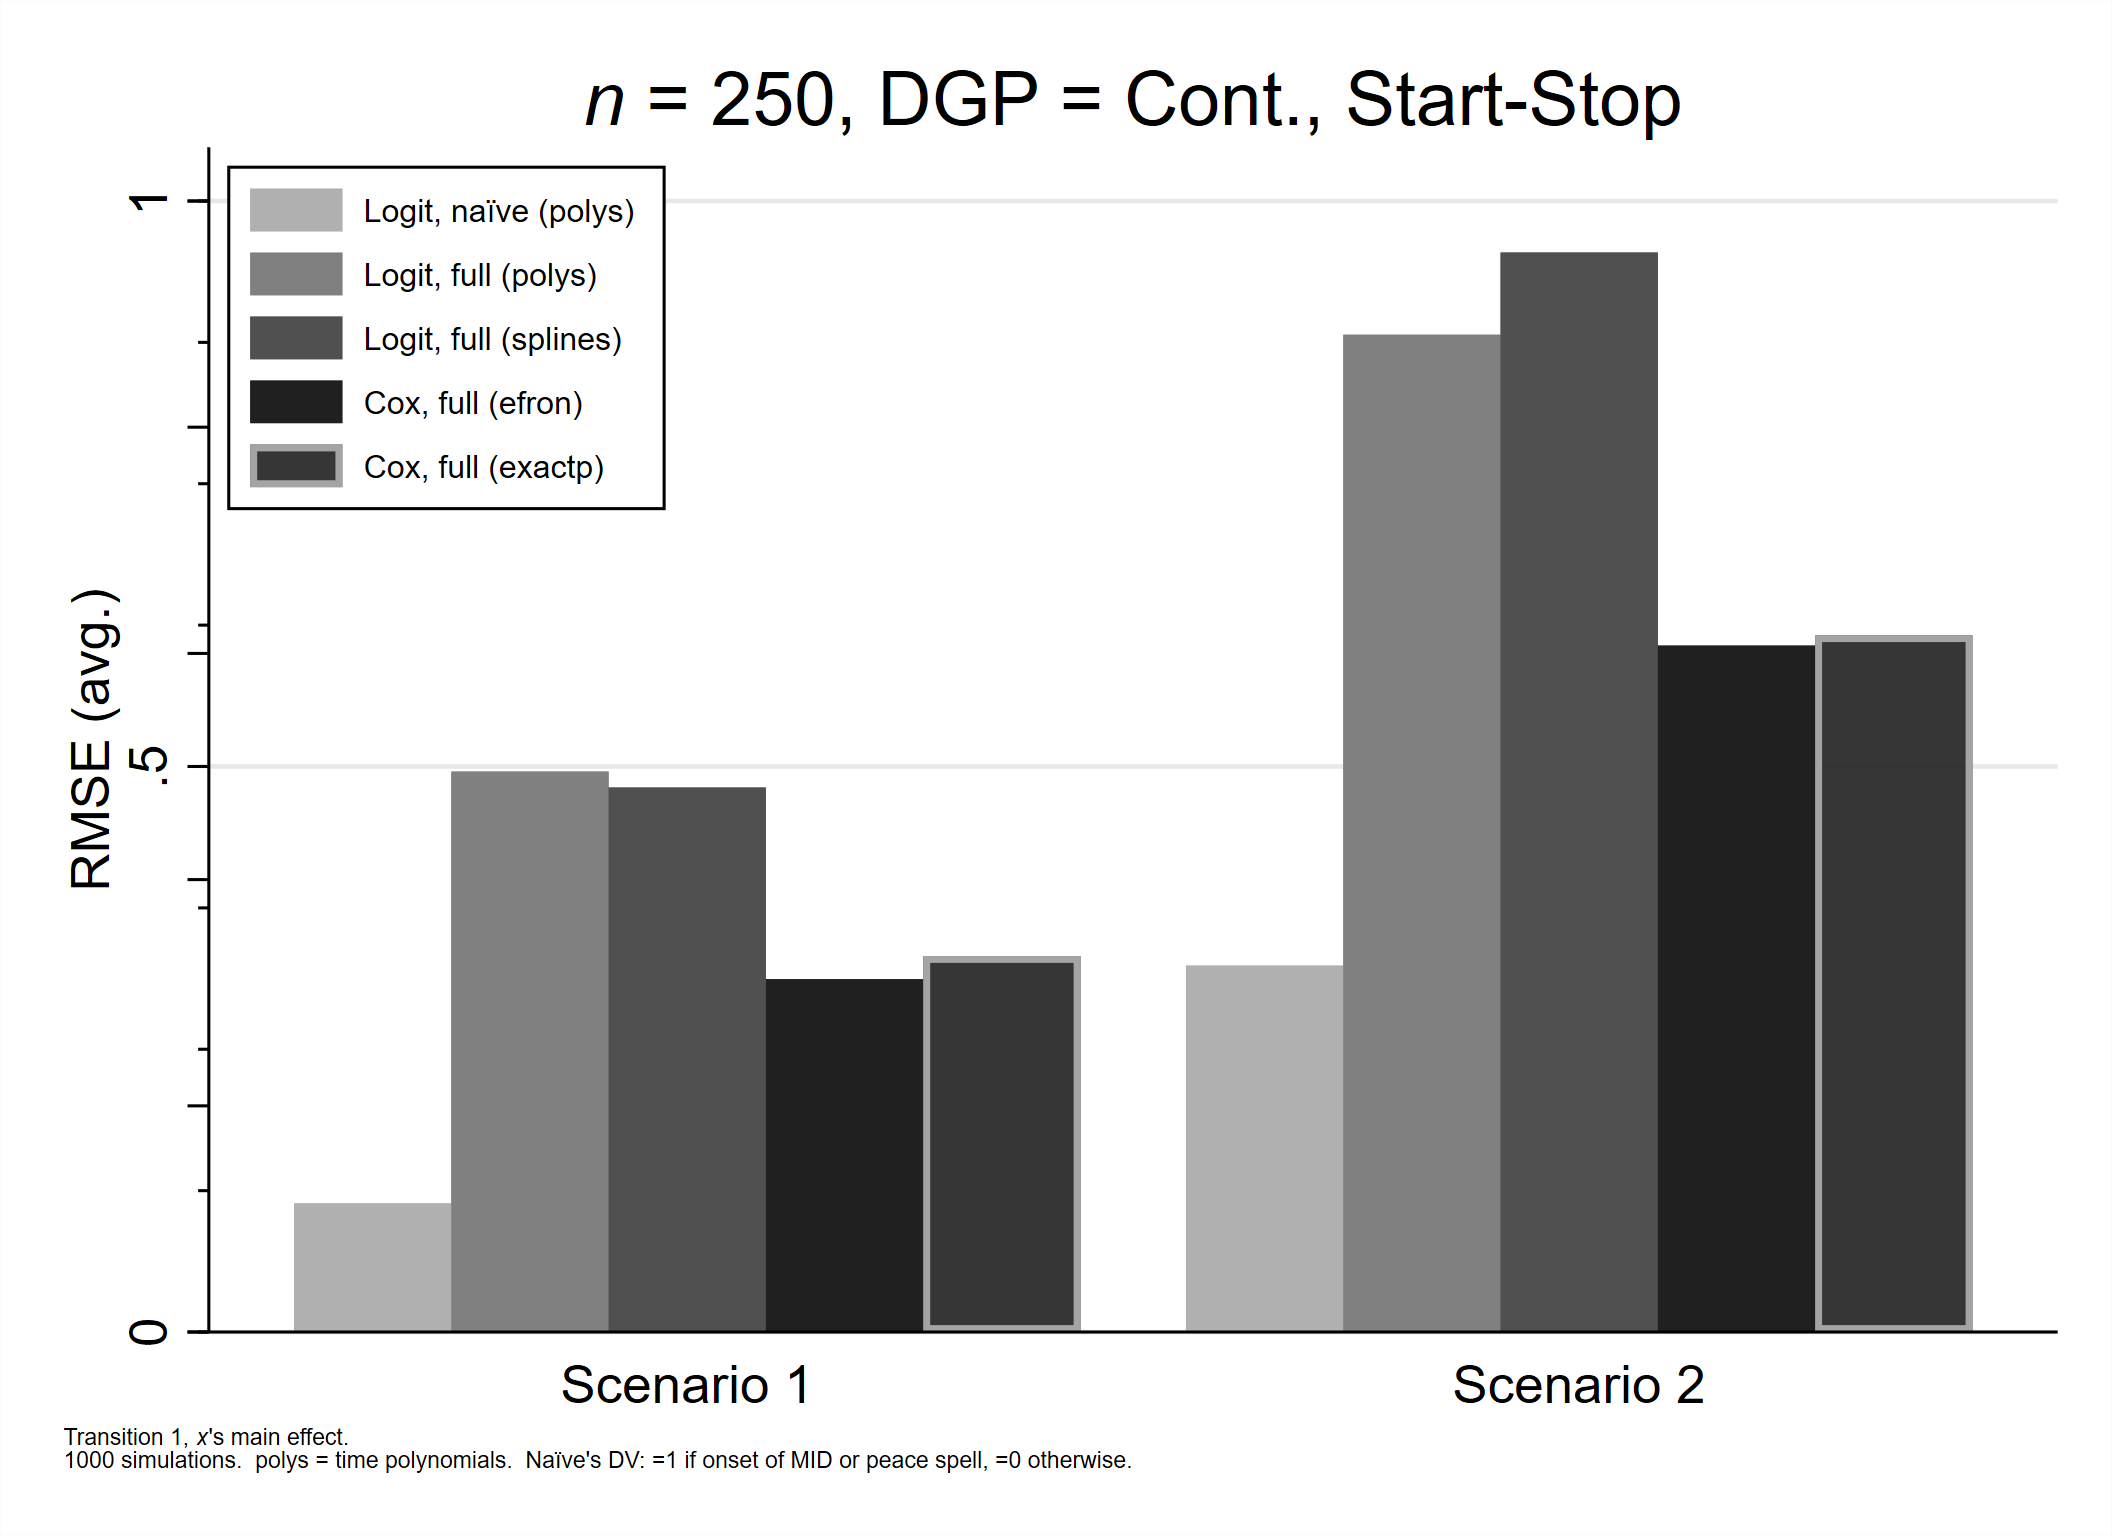 n = 250, DGP = Cont., Start-Stop
Logit, naïve (polys)
Logit, full (polys)
Logit, full (splines)
Cox, full (efron)
Cox, full (exactp)
RMSE (avg.)
1
.5
0
Scenario 1
Scenario 2
Transition 1, x's main effect.
1000 simulations.  polys = time polynomials.  Naïve's DV: =1 if onset of MID or peace spell, =0 otherwise.